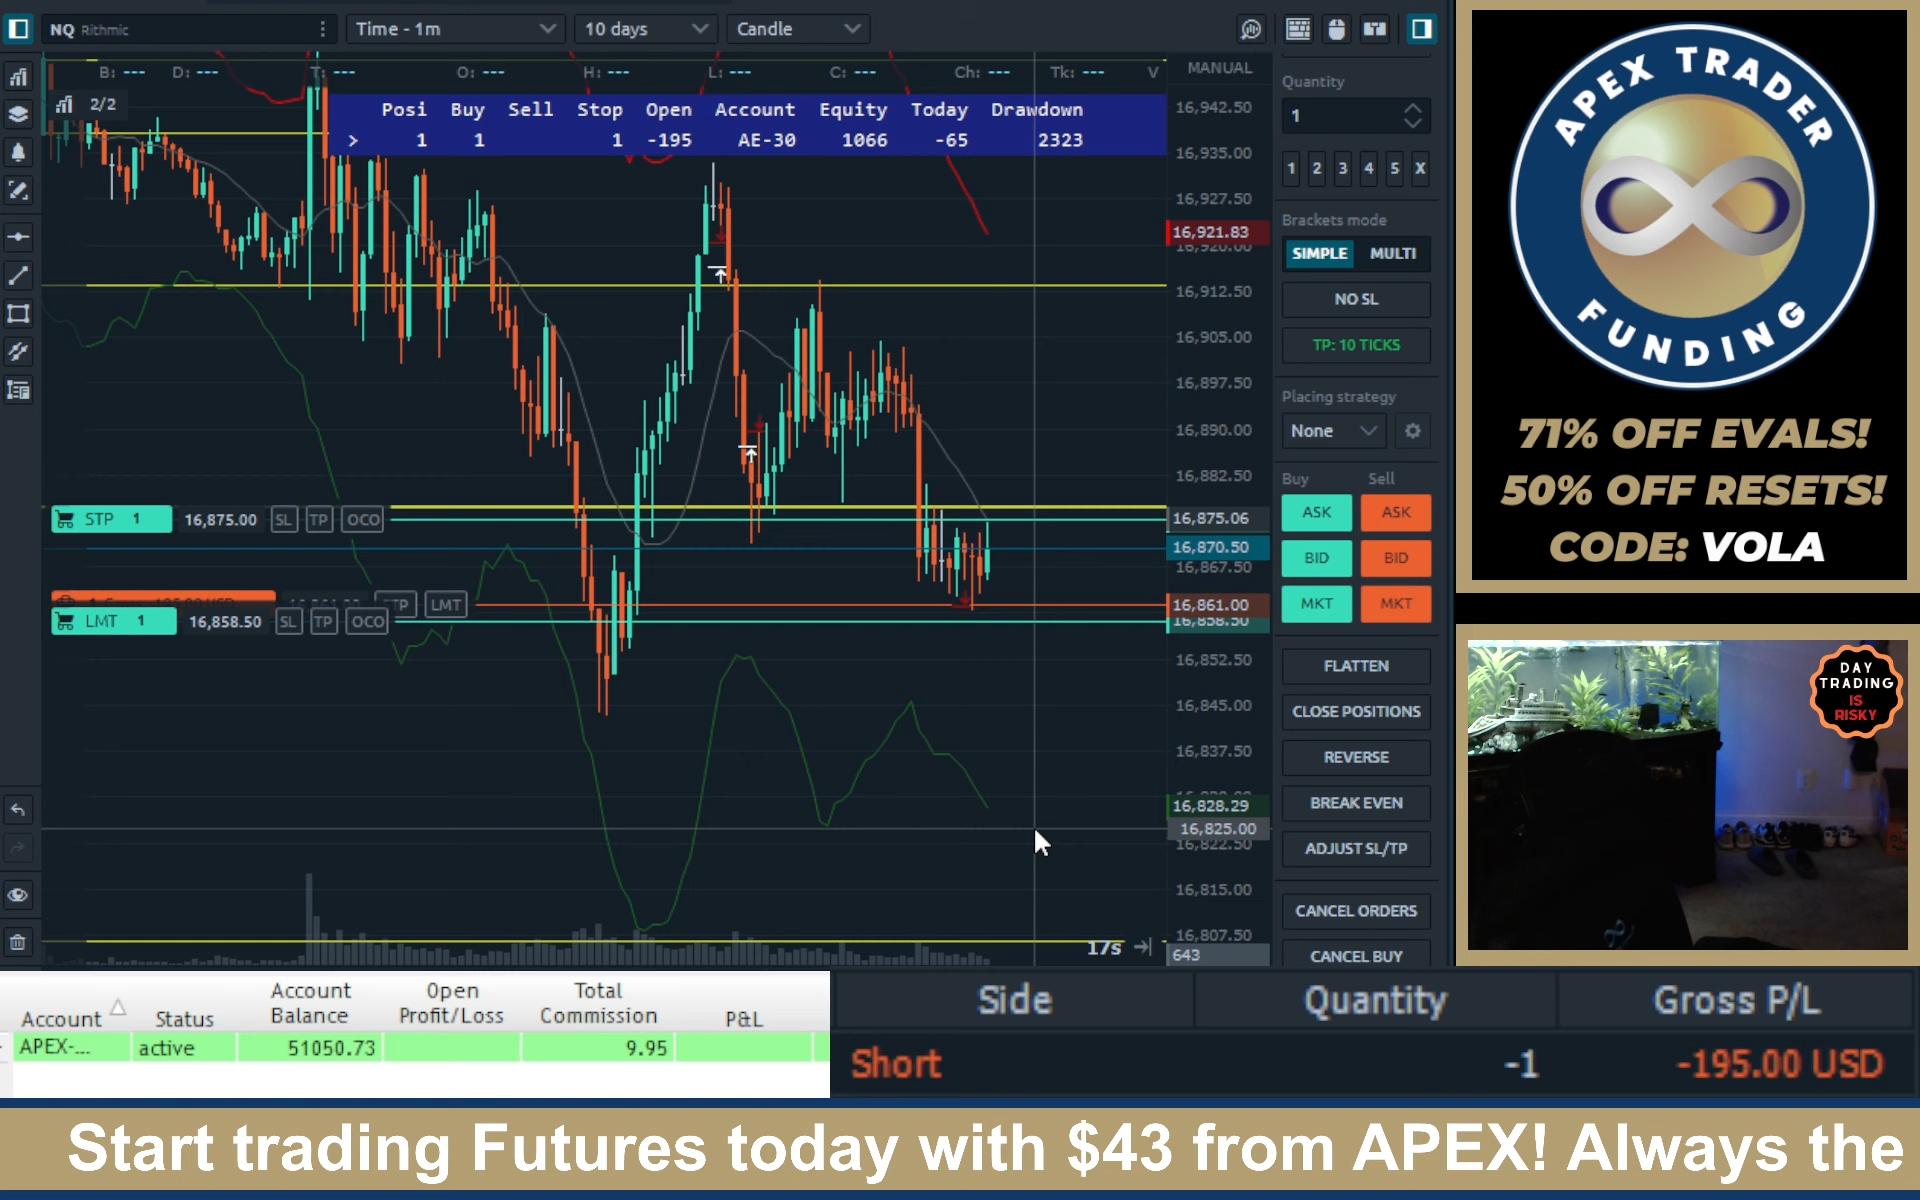 NQ Rithmic
Time - 1m
10 days
Candle
B: --- D: --- T: --- O: --- H: --- L: --- C: --- Ch: --- Tk: --- V
MANUAL
2/2
Posi Buy Sell Stop Open Account Equity Today Drawdown
> 1 1 1 -195 AE-30 1066 -65 2323
16,942.50
16,935.00
16,927.50
16,921.83
16,920.00
16,912.50
16,905.00
16,897.50
16,890.00
16,882.50
STP 1 16,875.00 SL TP OCO
16,875.06
16,870.50
16,867.50
TP LMT
16,861.00
LMT 1 16,858.50 SL TP OCO
16,858.50
16,852.50
16,845.00
16,837.50
16,828.29
16,825.00
16,822.50
16,815.00
16,807.50
17s
643
Quantity
1
1 2 3 4 5 X
Brackets mode
SIMPLE MULTI
NO SL
TP: 10 TICKS
Placing strategy
None
Buy Sell
ASK ASK
BID BID
MKT MKT
FLATTEN
CLOSE POSITIONS
REVERSE
BREAK EVEN
ADJUST SL/TP
CANCEL ORDERS
CANCEL BUY
APEX TRADER
FUNDING
71% OFF EVALS!
50% OFF RESETS!
CODE: VOLA
DAY
TRADING
IS
RISKY
Account Status Account Balance Open Profit/Loss Total Commission P&L
APEX-... active 51050.73 9.95
Side Quantity Gross P/L
Short -1 -195.00 USD
Start trading Futures today with $43 from APEX! Always the